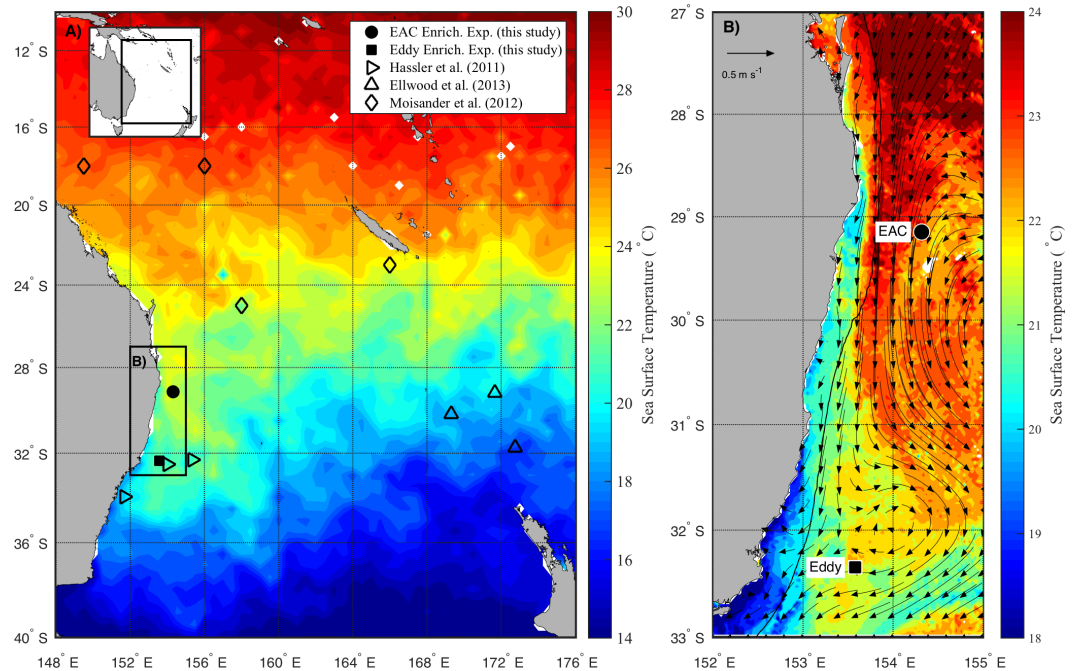 A)
EAC Enrich. Exp. (this study)
Eddy Enrich. Exp. (this study)
Hassler et al. (2011)
Ellwood et al. (2013)
Moisander et al. (2012)
12° S
16° S
20° S
24° S
28° S
32° S
36° S
40° S
148° E
152° E
156° E
160° E
164° E
168° E
172° E
176° E
B)
30
28
26
24
22
20
18
16
14
Sea Surface Temperature (° C)
B)
0.5 m s-1
EAC
Eddy
27° S
28° S
29° S
30° S
31° S
32° S
33° S
152° E
153° E
154° E
155° E
24
23
22
21
20
19
18
Sea Surface Temperature (° C)